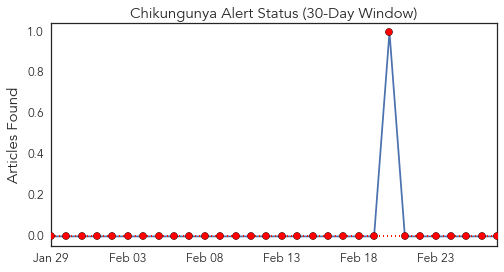 Chikungunya Alert Status (30-Day Window)
Articles Found
1.0
0.8
0.6
0.4
0.2
0.0
Jan 29 Feb 03 Feb 08 Feb 13 Feb 18 Feb 23